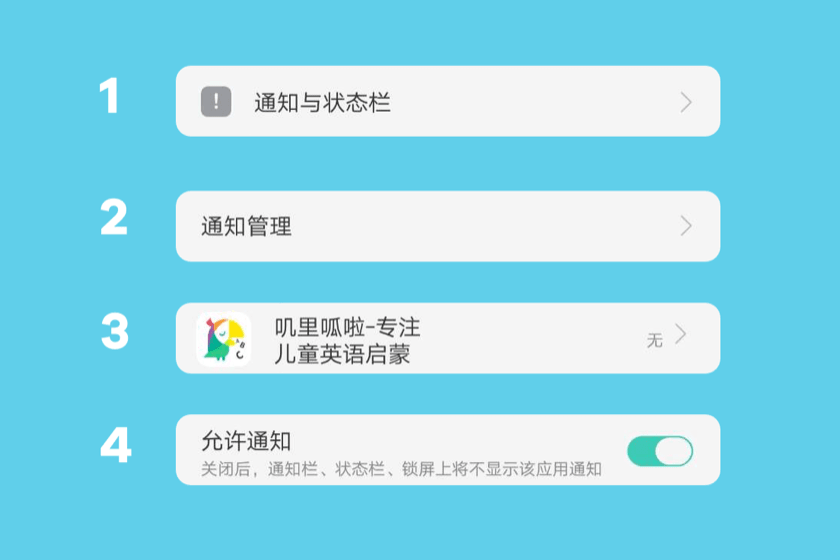 1
! 通知与状态栏
2
通知管理
3
叽里呱啦-专注
儿童英语启蒙
无
A B C
4
允许通知
关闭后，通知栏、状态栏、锁屏上将不显示该应用通知